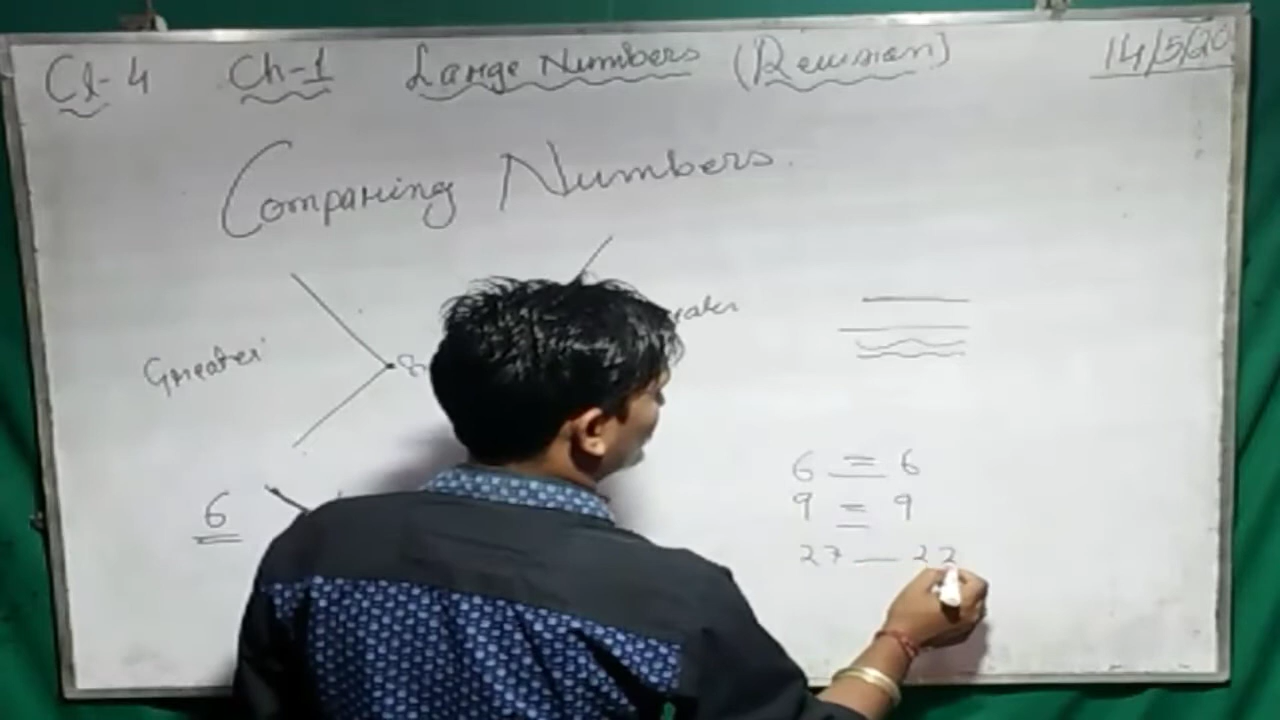 Cl-4 Ch-1 Large Numbers (Revision) 14/5/20
Comparing Numbers.
Greater
6 = 6
9 = 9
6
27 — 22